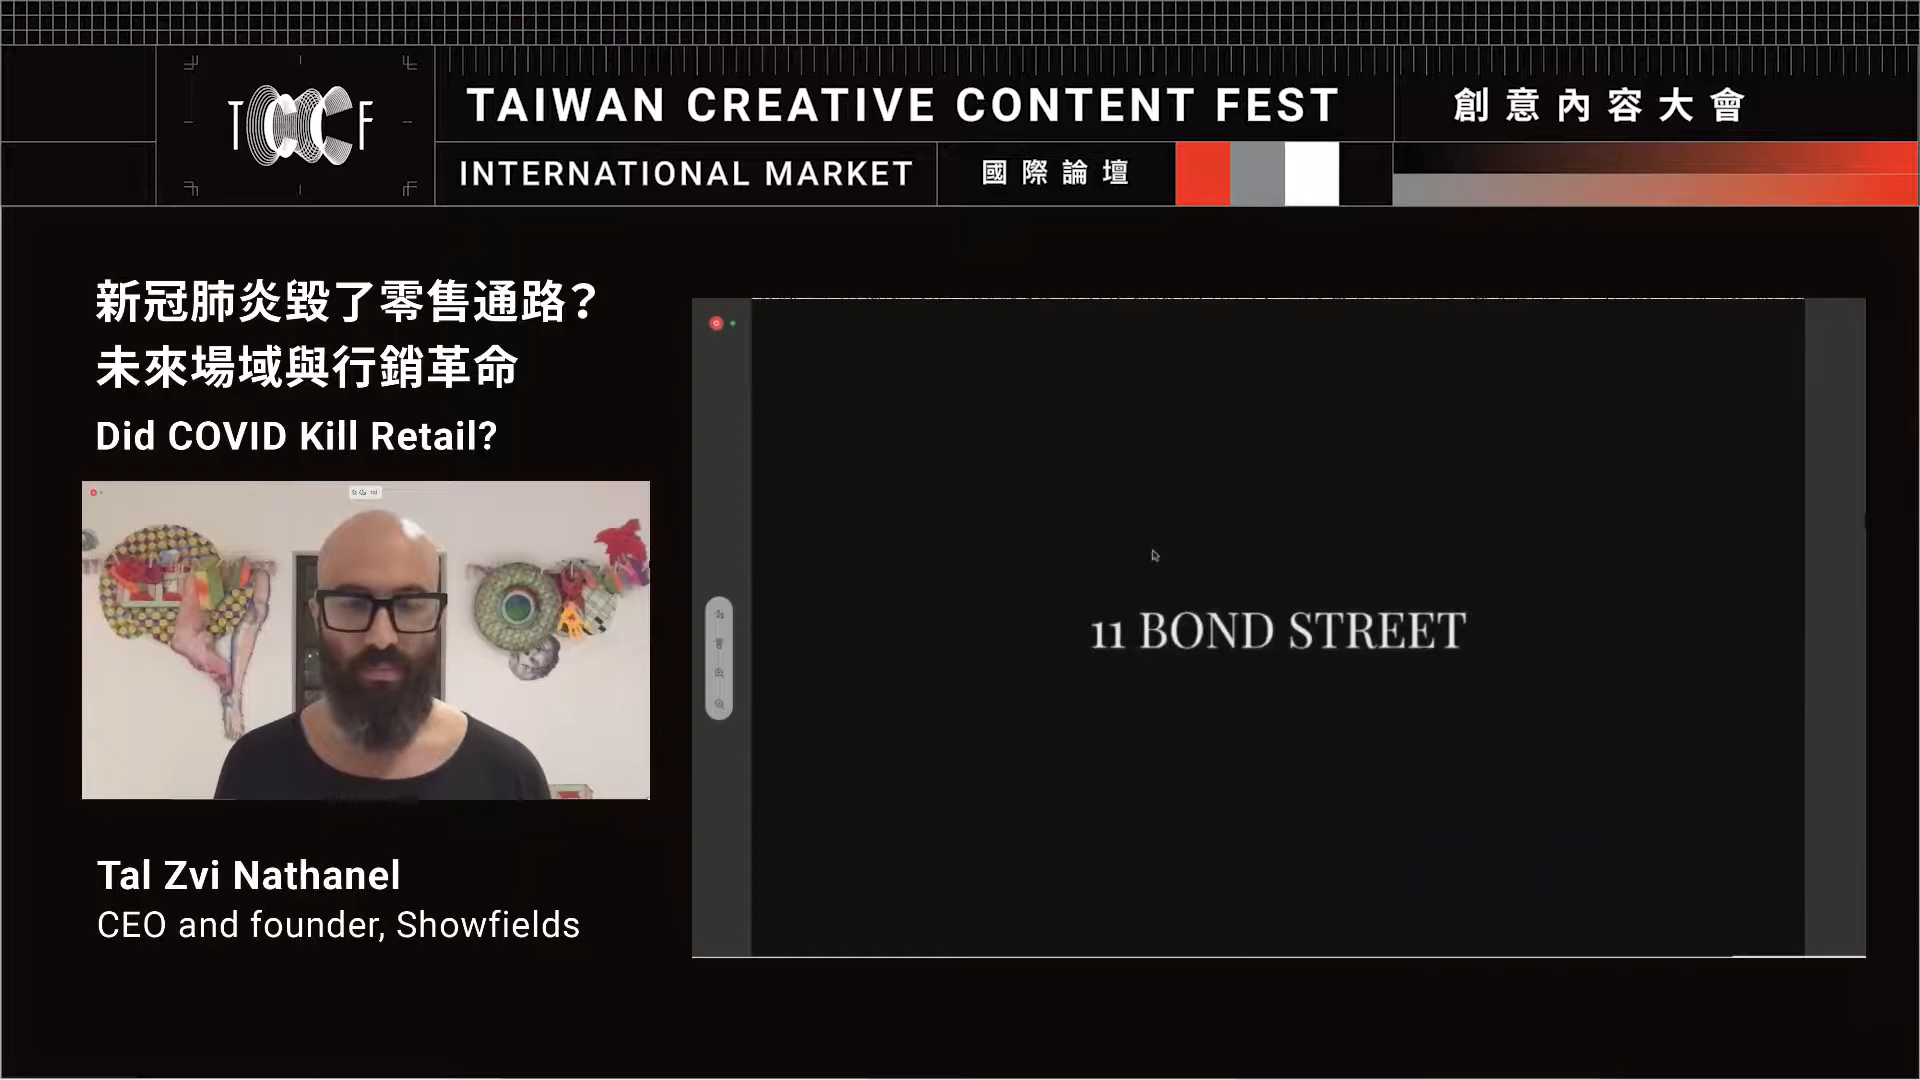 TCCF
TAIWAN CREATIVE CONTENT FEST
創意內容大會
INTERNATIONAL MARKET
國際論壇
新冠肺炎毀了零售通路？
未來場域與行銷革命
Did COVID Kill Retail?
11 BOND STREET
Tal Zvi Nathanel
CEO and founder, Showfields